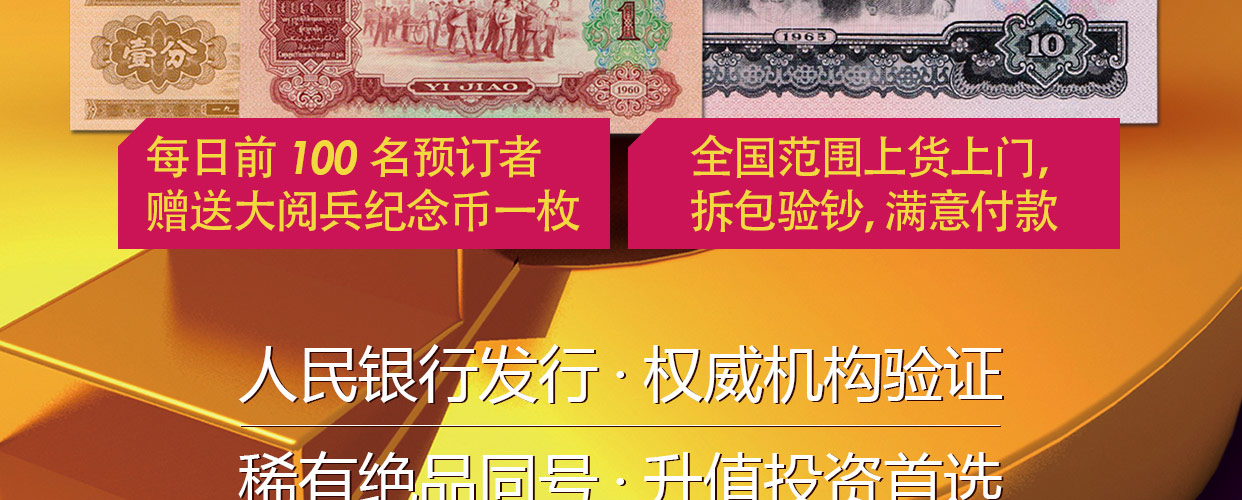 壹分
一九
1
YI JIAO
1960
1965
10
每日前 100 名预订者
赠送大阅兵纪念币一枚
全国范围上货上门,
拆包验钞, 满意付款
人民银行发行 · 权威机构验证
稀有绝品同号 · 升值投资首选